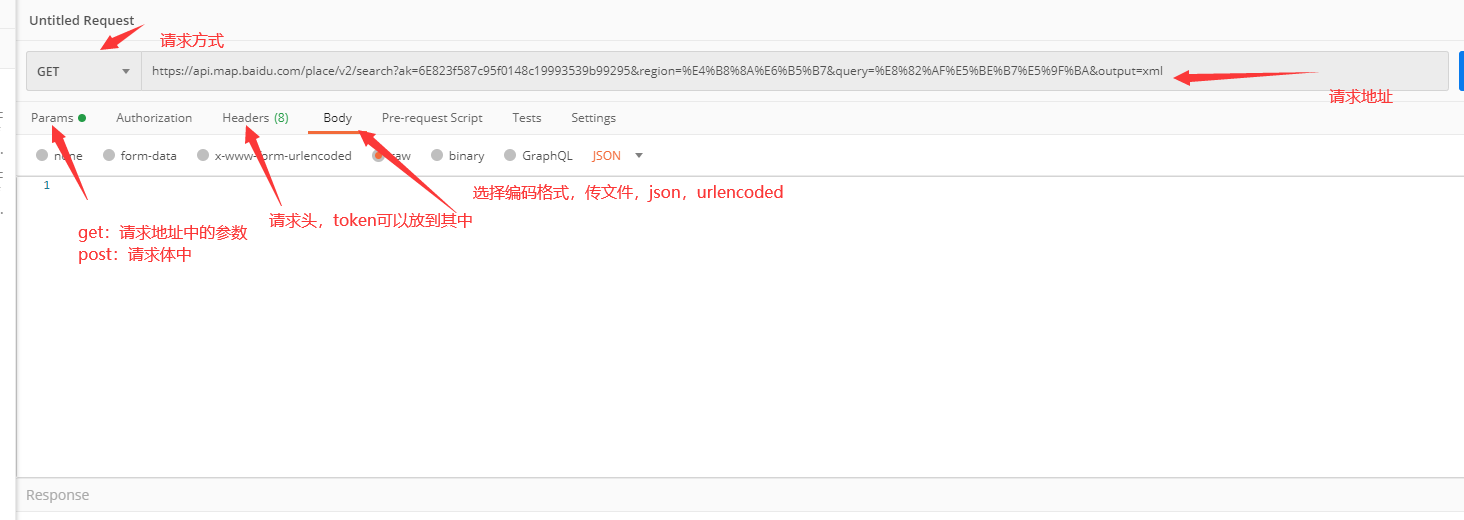 Untitled Request
请求方式
GET
https://api.map.baidu.com/place/v2/search?ak=6E823f587c95f0148c19993539b99295&region=%E4%B8%8A%E6%B5%B7&query=%E8%82%AF%E5%BE%B7%E5%9F%BA&output=xml
请求地址
Params Authorization Headers (8) Body Pre-request Script Tests Settings
none form-data x-www-form-urlencoded raw binary GraphQL JSON
1
选择编码格式，传文件，json，urlencoded
请求头，token可以放到其中
get：请求地址中的参数
post：请求体中
Response